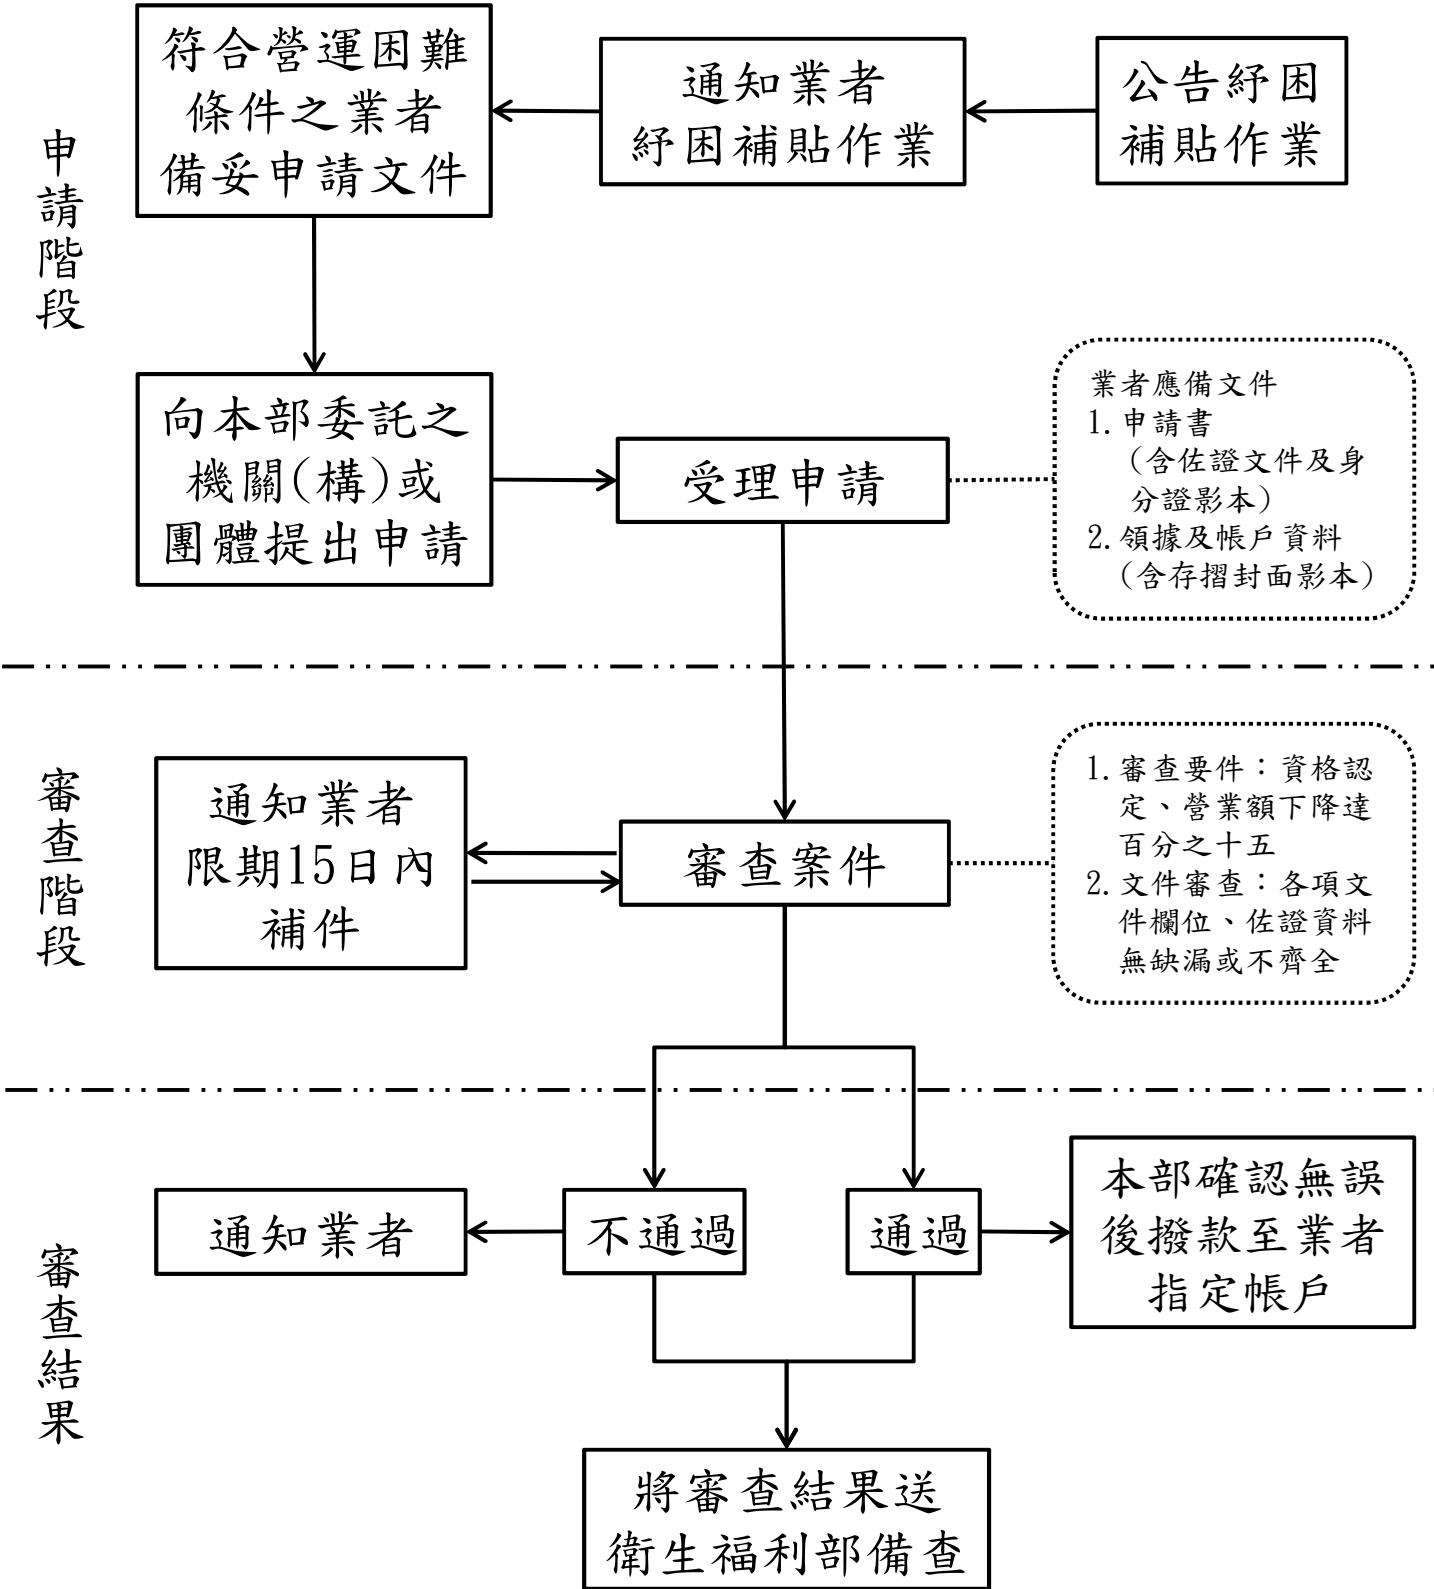 申請階段
公告紓困
補貼作業
通知業者
紓困補貼作業
符合營運困難
條件之業者
備妥申請文件
向本部委託之
機關(構)或
團體提出申請
受理申請
業者應備文件
1.申請書
(含佐證文件及身
分證影本)
2.領據及帳戶資料
(含存摺封面影本)
審查階段
通知業者
限期15日內
補件
審查案件
1.審查要件：資格認
定、營業額下降達
百分之十五
2.文件審查：各項文
件欄位、佐證資料
無缺漏或不齊全
審查結果
通知業者
不通過
通過
本部確認無誤
後撥款至業者
指定帳戶
將審查結果送
衛生福利部備查